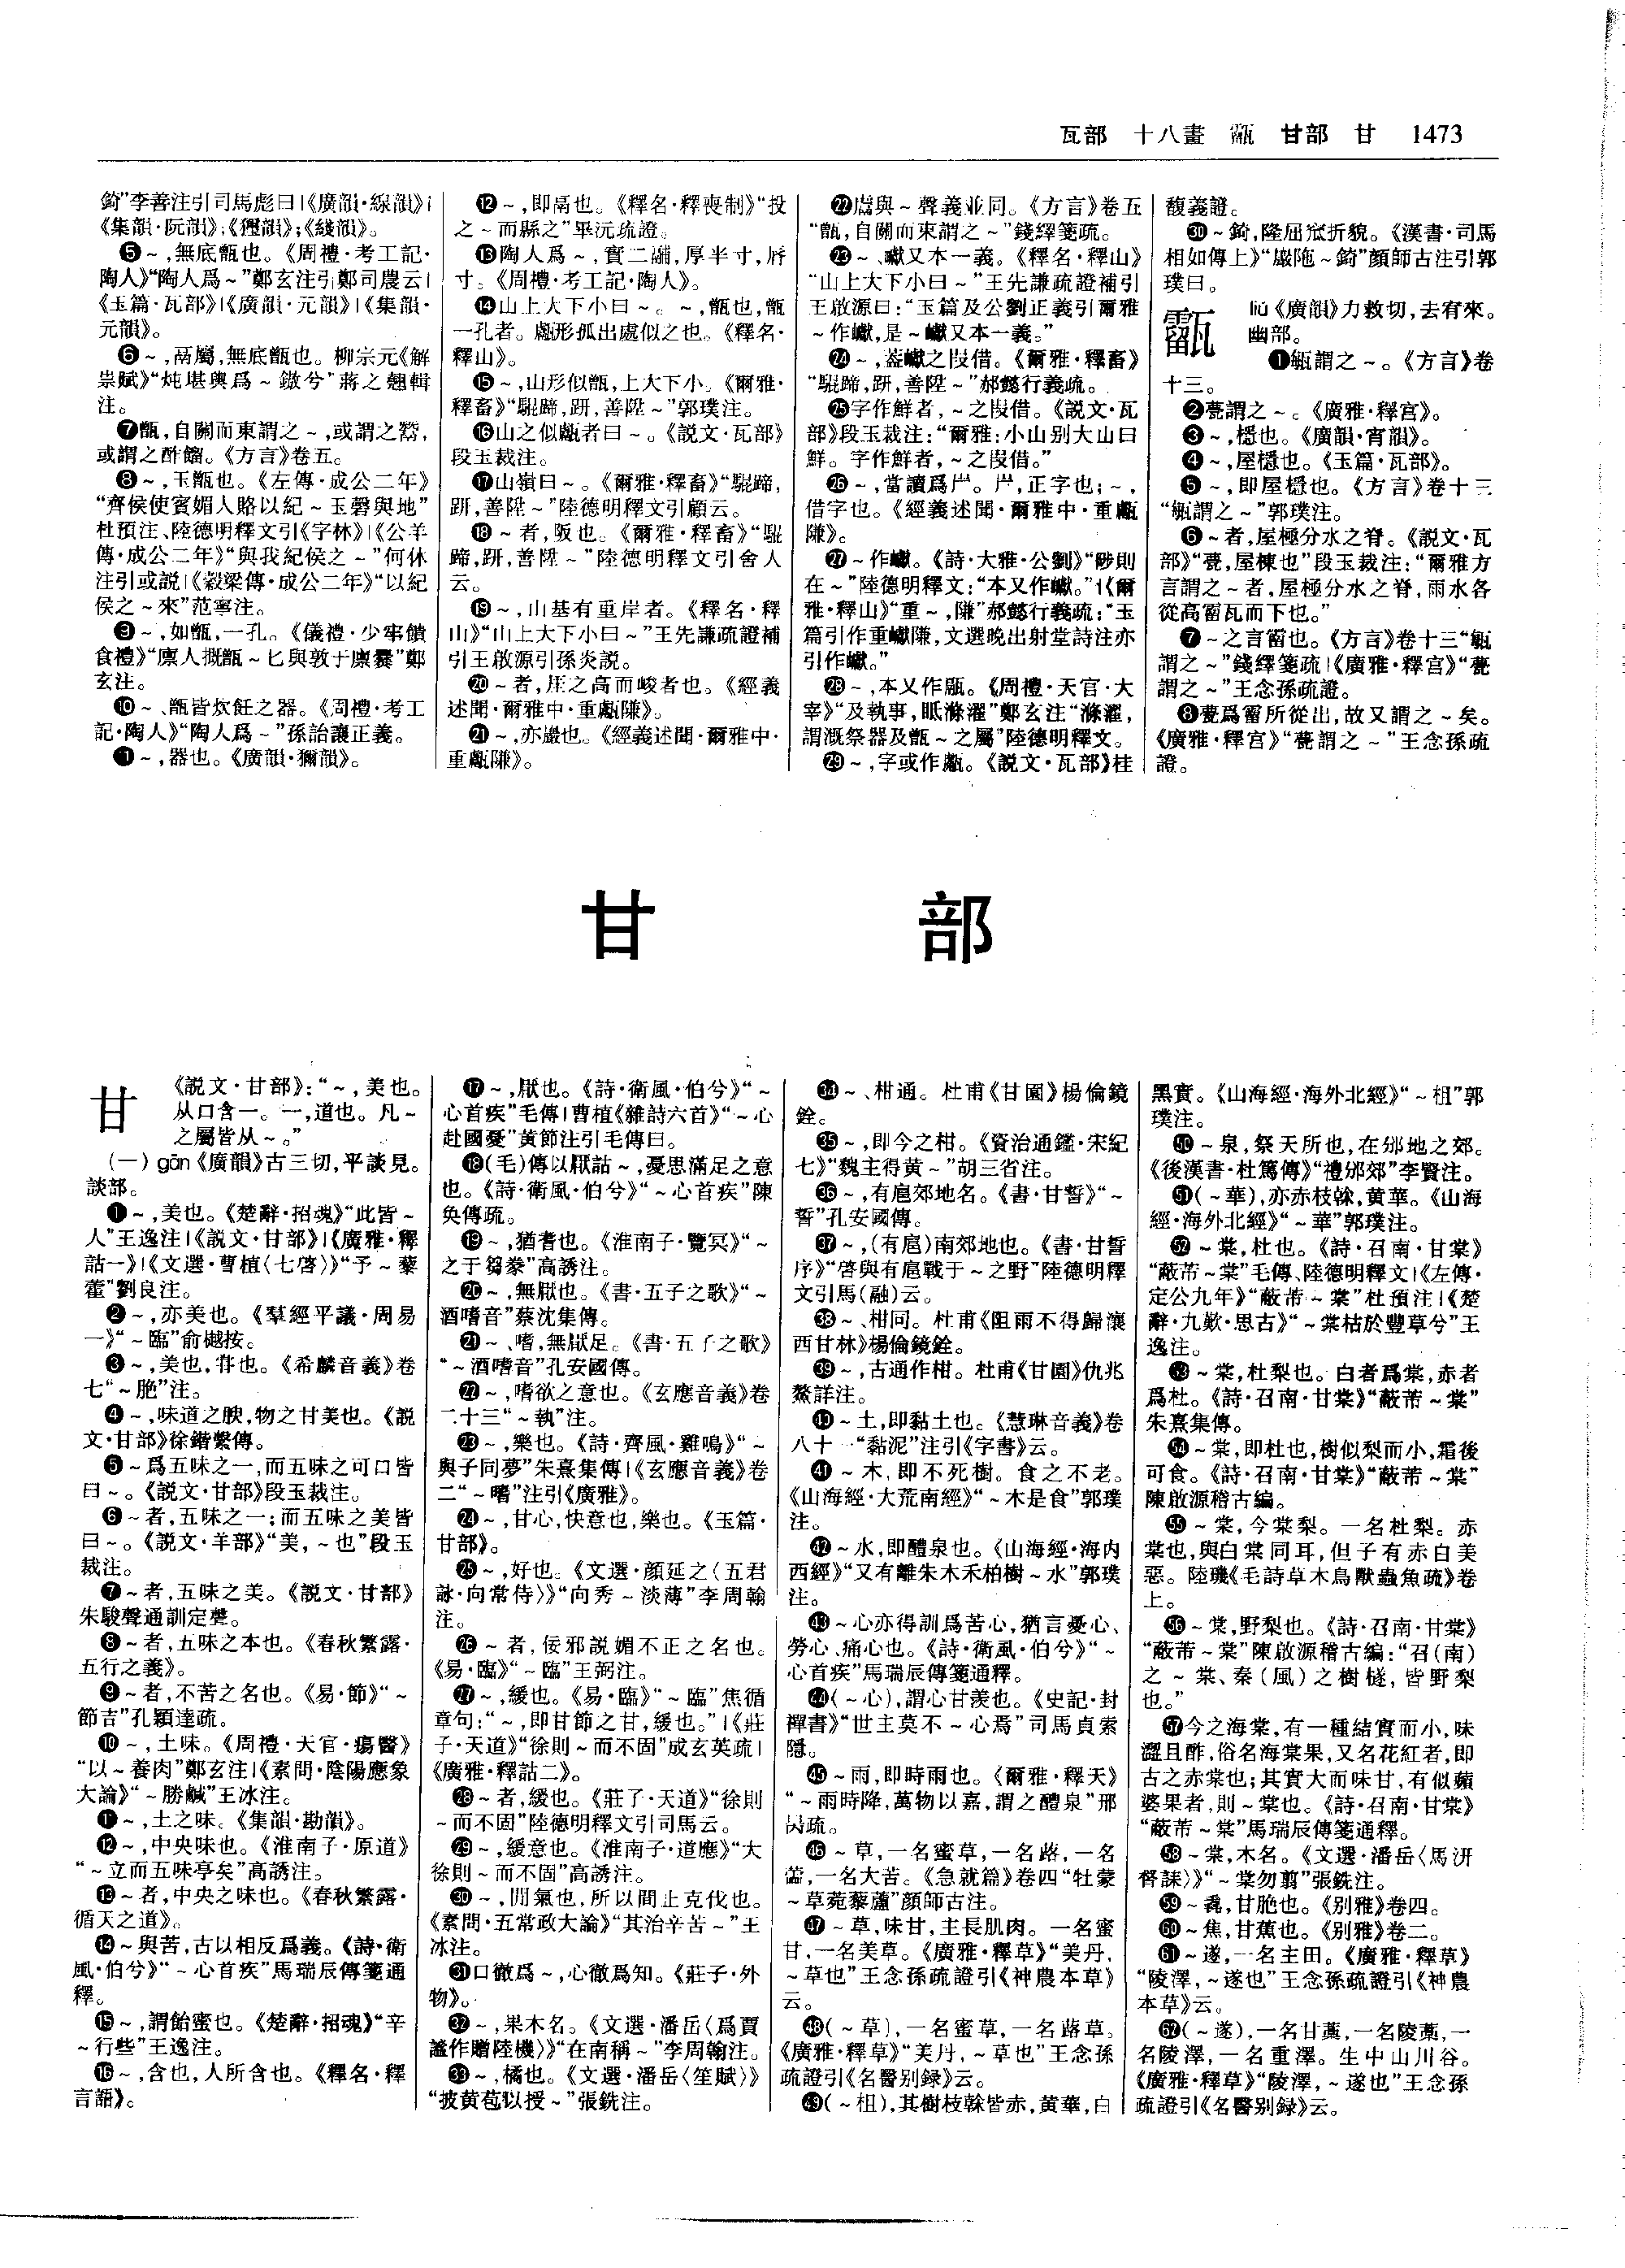 瓦部 十八畫 㽌 甘部 甘 1473
錡”李善注引司馬彪曰|《廣韻·線韻》|
《集韻·阮韻》;《獮韻》;《綫韻》。
❺～,無底甑也。《周禮·考工記·
陶人》“陶人爲～”鄭玄注引鄭司農云|
《玉篇·瓦部》|《廣韻·元韻》|《集韻·
元韻》。
❻～,鬲屬,無底甑也。柳宗元《解
祟賦》“炖堪輿爲～鏾兮”蔣之翹輯
注。
❼甑,自關而東謂之～,或謂之鬵,
或謂之酢餾。《方言》卷五。
❽～,玉甑也。《左傳·成公二年》
“齊侯使賓媚人賂以紀～玉磬與地”
杜預注、陸德明釋文引《字林》|《公羊
傳·成公二年》“與我紀侯之～”何休
注引或説|《穀梁傳·成公二年》“以紀
侯之～來”范寧注。
❾～,如甑,一孔。《儀禮·少牢饋
食禮》“廪人摡甑～匕與敦于廪爨”鄭
玄注。
❿～、甑皆炊飪之器。《周禮·考工
記·陶人》“陶人爲～”孫詒讓正義。
⓫～,器也。《廣韻·獮韻》。
⓬～,即鬲也。《釋名·釋喪制》“投
之～而縣之”畢沅疏證。
⓭陶人爲～,實二鬴,厚半寸,脣
寸。《周禮·考工記·陶人》。
⓮山上大下小曰～。～,甑也,甑
一孔者。甗形孤出處似之也。《釋名·
釋山》。
⓯～,山形似甑,上大下小。《爾雅·
釋畜》“騉蹄,趼,善陞～”郭璞注。
⓰山之似甗者曰～。《説文·瓦部》
段玉裁注。
⓱山嶺曰～。《爾雅·釋畜》“騉蹄,
趼,善陞～”陸德明釋文引顧云。
⓲～者,阪也。《爾雅·釋畜》“騉
蹄,趼,善陞～”陸德明釋文引舍人
云。
⓳～,山基有重岸者。《釋名·釋
山》“山上大下小曰～”王先謙疏證補
引王啟源引孫炎説。
⓴～者,厓之高而峻者也。《經義
述聞·爾雅中·重甗隒》。
㉑～,亦巖也。《經義述聞·爾雅中·
重甗隒》。
㉒鬳與～聲義並同。《方言》卷五
“甑,自關而東謂之～”錢繹箋疏。
㉓～、巘又本一義。《釋名·釋山》
“山上大下小曰～”王先謙疏證補引
王啟源曰:“玉篇及公劉正義引爾雅
～作巘,是～巘又本一義。”
㉔～,蓋巘之叚借。《爾雅·釋畜》
“騉蹄,趼,善陞～”郝懿行義疏。
㉕字作鮮者,～之叚借。《説文·瓦
部》段玉裁注:“爾雅:小山别大山曰
鮮。字作鮮者,～之叚借。”
㉖～,當讀爲屵。屵,正字也;～,
借字也。《經義述聞·爾雅中·重甗
隒》。
㉗～作巘。《詩·大雅·公劉》“陟則
在～”陸德明釋文:“本又作巘。”|《爾
雅·釋山》“重～,隒”郝懿行義疏:“玉
篇引作重巘隒,文選晚出射堂詩注亦
引作巘。”
㉘～,本又作甂。《周禮·天官·大
宰》“及執事,眡滌濯”鄭玄注“滌濯,
謂溉祭器及甑～之屬”陸德明釋文。
㉙～,字或作甗。《説文·瓦部》桂
馥義證。
㉚～錡,隆屈窊折貌。《漢書·司馬
相如傳上》“巖陁～錡”顔師古注引郭
璞曰。
㽌 liù《廣韻》力救切,去宥來。
幽部。
❶㼗謂之～。《方言》卷
十三。
❷甍謂之～。《廣雅·釋宫》。
❸～,檼也。《廣韻·宥韻》。
❹～,屋檼也。《玉篇·瓦部》。
❺～,即屋檼也。《方言》卷十三
“㼗謂之～”郭璞注。
❻～者,屋極分水之脊。《説文·瓦
部》“甍,屋棟也”段玉裁注:“爾雅方
言謂之～者,屋極分水之脊,雨水各
從高霤瓦而下也。”
❼～之言霤也。《方言》卷十三“㼗
謂之～”錢繹箋疏|《廣雅·釋宫》“甍
謂之～”王念孫疏證。
❽甍爲霤所從出,故又謂之～矣。
《廣雅·釋宫》“甍謂之～”王念孫疏
證。
甘 部
甘 《説文·甘部》:“～,美也。
从口含一。一,道也。凡～
之屬皆从～。”
(一) gān《廣韻》古三切,平談見。
談部。
❶～,美也。《楚辭·招魂》“此皆～
人”王逸注|《説文·甘部》|《廣雅·釋
詁一》|《文選·曹植〈七啓〉》“予～藜
藿”劉良注。
❷～,亦美也。《羣經平議·周易
一》“～臨”俞樾按。
❸～,美也,苷也。《希麟音義》卷
七“～脆”注。
❹～,味道之腴,物之甘美也。《説
文·甘部》徐鍇繫傳。
❺～爲五味之一,而五味之可口皆
曰～。《説文·甘部》段玉裁注。
❻～者,五味之一;而五味之美皆
曰～。《説文·羊部》“美,～也”段玉
裁注。
❼～者,五味之美。《説文·甘部》
朱駿聲通訓定聲。
❽～者,五味之本也。《春秋繁露·
五行之義》。
❾～者,不苦之名也。《易·節》“～
節吉”孔穎達疏。
❿～,土味。《周禮·天官·瘍醫》
“以～養肉”鄭玄注|《素問·陰陽應象
大論》“～勝鹹”王冰注。
⓫～,土之味。《集韻·勘韻》。
⓬～,中央味也。《淮南子·原道》
“～立而五味亭矣”高誘注。
⓭～者,中央之味也。《春秋繁露·
循天之道》。
⓮～與苦,古以相反爲義。《詩·衛
風·伯兮》“～心首疾”馬瑞辰傳箋通
釋。
⓯～,謂飴蜜也。《楚辭·招魂》“辛
～行些”王逸注。
⓰～,含也,人所含也。《釋名·釋
言語》。
⓱～,厭也。《詩·衛風·伯兮》“～
心首疾”毛傳|曹植《雜詩六首》“～心
赴國憂”黄節注引毛傳曰。
⓲(毛)傳以厭詁～,憂思滿足之意
也。《詩·衛風·伯兮》“～心首疾”陳
奂傳疏。
⓳～,猶耆也。《淮南子·覽冥》“～
之于芻豢”高誘注。
⓴～,無厭也。《書·五子之歌》“～
酒嗜音”蔡沈集傳。
㉑～、嗜,無厭足。《書·五子之歌》
“～酒嗜音”孔安國傳。
㉒～,嗜欲之意也。《玄應音義》卷
二十三“～執”注。
㉓～,樂也。《詩·齊風·雞鳴》“～
與子同夢”朱熹集傳|《玄應音義》卷
二“～嗜”注引《廣雅》。
㉔～,甘心,快意也,樂也。《玉篇·
甘部》。
㉕～,好也。《文選·顔延之〈五君
詠·向常侍〉》“向秀～淡薄”李周翰
注。
㉖～者,佞邪説媚不正之名也。
《易·臨》“～臨”王弼注。
㉗～,緩也。《易·臨》“～臨”焦循
章句:“～,即甘節之甘,緩也。”|《莊
子·天道》“徐則～而不固”成玄英疏|
《廣雅·釋詁二》。
㉘～者,緩也。《莊子·天道》“徐則
～而不固”陸德明釋文引司馬云。
㉙～,緩意也。《淮南子·道應》“大
徐則～而不固”高誘注。
㉚～,閒氣也,所以間止克伐也。
《素問·五常政大論》“其治辛苦～”王
冰注。
㉛口徹爲～,心徹爲知。《莊子·外
物》。
㉜～,果木名。《文選·潘岳〈爲賈
謐作贈陸機〉》“在南稱～”李周翰注。
㉝～,橘也。《文選·潘岳〈笙賦〉》
“披黄苞以授～”張銑注。
㉞～、柑通。杜甫《甘園》楊倫鏡
銓。
㉟～,即今之柑。《資治通鑑·宋紀
七》“魏主得黄～”胡三省注。
㊱～,有扈郊地名。《書·甘誓》“～
誓”孔安國傳。
㊲～,(有扈)南郊地也。《書·甘誓
序》“啓與有扈戰于～之野”陸德明釋
文引馬(融)云。
㊳～、柑同。杜甫《阻雨不得歸瀼
西甘林》楊倫鏡銓。
㊴～,古通作柑。杜甫《甘園》仇兆
鰲詳注。
㊵～土,即黏土也。《慧琳音義》卷
八十一“黏泥”注引《字書》云。
㊶～木,即不死樹。食之不老。
《山海經·大荒南經》“～木是食”郭璞
注。
㊷～水,即醴泉也。《山海經·海内
西經》“又有離朱木禾柏樹～水”郭璞
注。
㊸～心亦得訓爲苦心,猶言憂心、
勞心、痛心也。《詩·衛風·伯兮》“～
心首疾”馬瑞辰傳箋通釋。
㊹(～心),謂心甘羡也。《史記·封
禪書》“世主莫不～心焉”司馬貞索
隱。
㊺～雨,即時雨也。《爾雅·釋天》
“～雨時降,萬物以嘉,謂之醴泉”邢
昺疏。
㊻～草,一名蜜草,一名蕗,一名
蓝,一名大苦。《急就篇》卷四“牡蒙
～草菀藜蘆”顔師古注。
㊼～草,味甘,主長肌肉。一名蜜
甘,一名美草。《廣雅·釋草》“美丹,
～草也”王念孫疏證引《神農本草》
云。
㊽(～草),一名蜜草,一名蕗草。
《廣雅·釋草》“美丹,～草也”王念孫
疏證引《名醫别録》云。
㊾(～柤),其樹枝榦皆赤,黄華,白
葉,黑實。《山海經·海外北經》“～柤”郭
璞注。
㊿～泉,祭天所也,在邠地之郊。
《後漢書·杜篤傳》“禮邠郊”李賢注。
51(～華),亦赤枝榦,黄華。《山海
經·海外北經》“～華”郭璞注。
52～棠,杜也。《詩·召南·甘棠》
“蔽芾～棠”毛傳、陸德明釋文|《左傳·
定公九年》“蔽芾～棠”杜預注|《楚
辭·九歎·思古》“～棠枯於豐草兮”王
逸注。
53～棠,杜梨也。白者爲棠,赤者
爲杜。《詩·召南·甘棠》“蔽芾～棠”
朱熹集傳。
54～棠,即杜也,樹似梨而小,霜後
可食。《詩·召南·甘棠》“蔽芾～棠”
陳啟源稽古編。
55～棠,今棠梨。一名杜梨。赤
棠也,與白棠同耳,但子有赤白美
惡。陸璣《毛詩草木鳥獸蟲魚疏》卷
上。
56～棠,野梨也。《詩·召南·甘棠》
“蔽芾～棠”陳啟源稽古編:“召(南)
之～棠、秦(風)之樹檖,皆野梨
也。”
57今之海棠,有一種結實而小,味
澀且酢,俗名海棠果,又名花紅者,即
古之赤棠也;其實大而味甘,有似蘋
婆果者,則～棠也。《詩·召南·甘棠》
“蔽芾～棠”馬瑞辰傳箋通釋。
58～棠,木名。《文選·潘岳〈馬汧
督誄〉》“～棠勿翦”張銑注。
59～毳,甘脆也。《别雅》卷四。
60～焦,甘蕉也。《别雅》卷二。
61～遂,一名主田。《廣雅·釋草》
“陵澤,～遂也”王念孫疏證引《神農
本草》云。
62(～遂),一名甘藁,一名陵藁,一
名陵澤,一名重澤。生中山川谷。
《廣雅·釋草》“陵澤,～遂也”王念孫
疏證引《名醫别録》云。